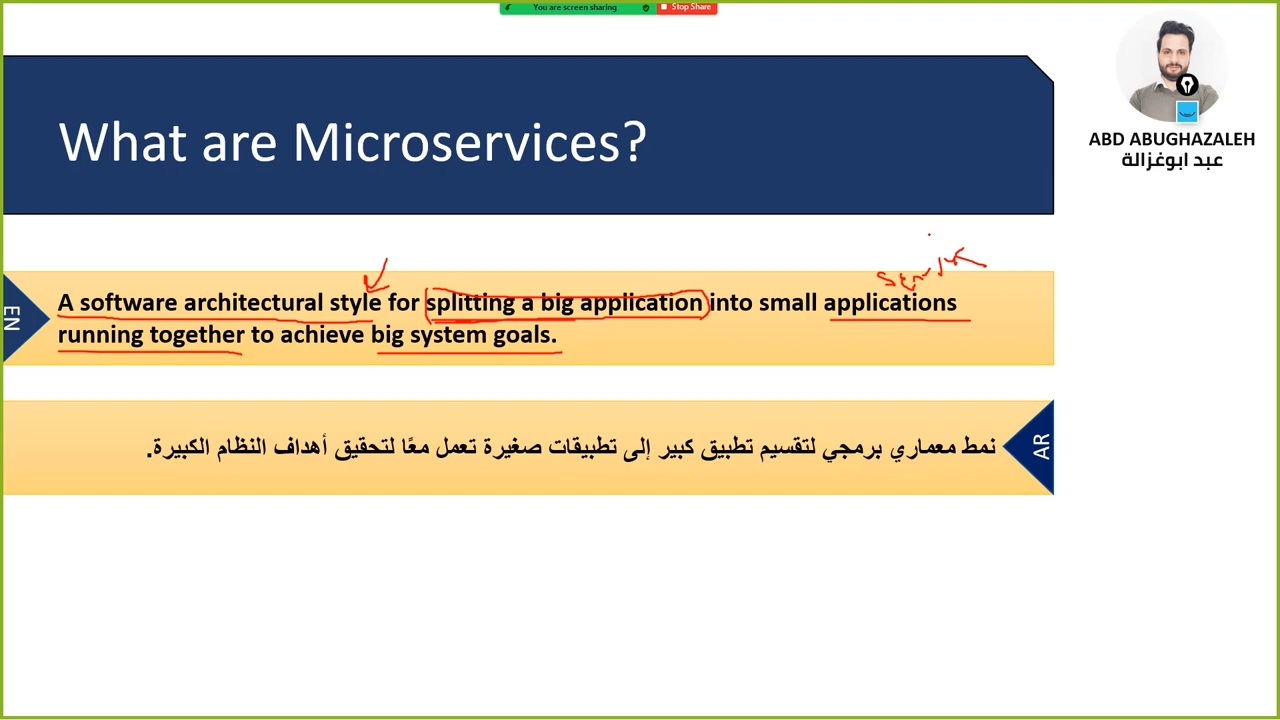 You are screen sharing
Stop Share
What are Microservices?
ABD ABUGHAZALEH
عبد ابوغزالة
EN
A software architectural style for splitting a big application into small applications
running together to achieve big system goals.
AR
نمط معماري برمجي لتقسيم تطبيق كبير إلى تطبيقات صغيرة تعمل معًا لتحقيق أهداف النظام الكبيرة.